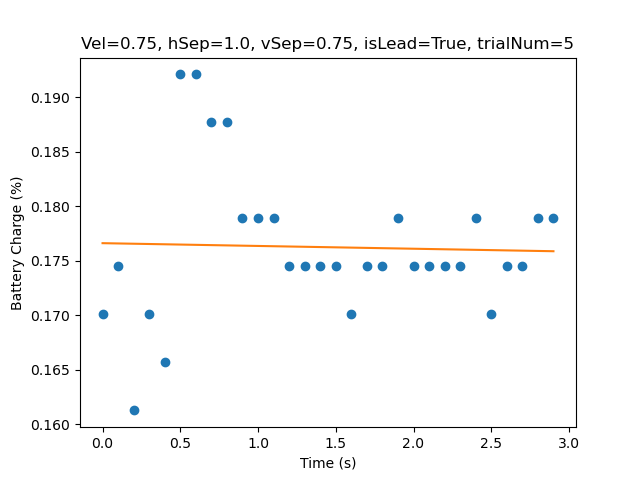 Vel=0.75, hSep=1.0, vSep=0.75, isLead=True, trialNum=5
0.190
0.185
0.180
0.175
0.170
0.165
0.160
Battery Charge (%)
0.0 0.5 1.0 1.5 2.0 2.5 3.0
Time (s)